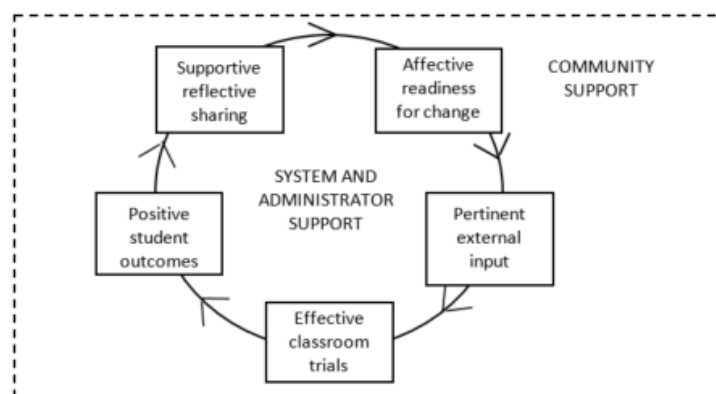 Supportive
reflective
sharing
Affective
readiness
for change
COMMUNITY
SUPPORT
SYSTEM AND
ADMINISTRATOR
SUPPORT
Positive
student
outcomes
Pertinent
external
input
Effective
classroom
trials